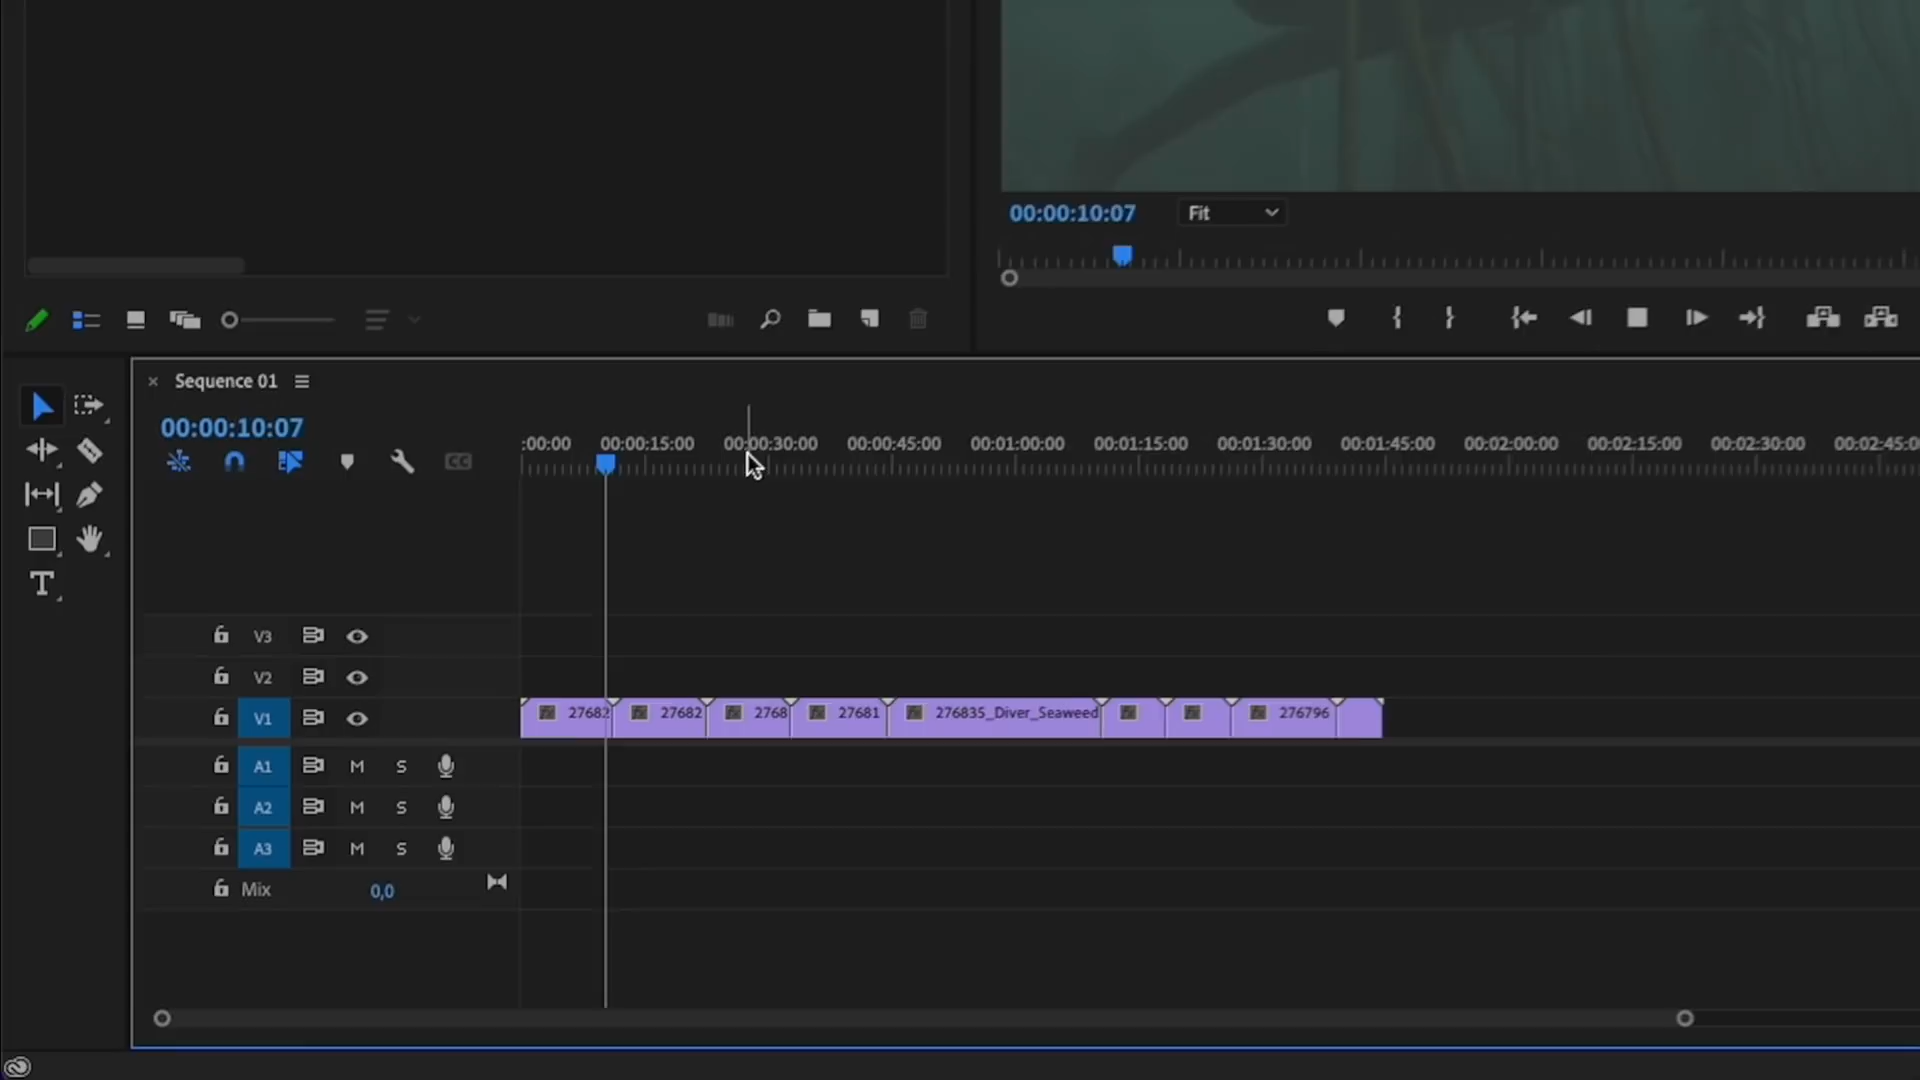 00:00:10:07 Fit
Sequence 01
00:00:10:07
:00:00 00:00:15:00 00:00:30:00 00:00:45:00 00:01:00:00 00:01:15:00 00:01:30:00 00:01:45:00 00:02:00:00 00:02:15:00 00:02:30:00 00:02:45:0
CC
T
V3
V2
V1 27682 27682 2768 27681 276835_Diver_Seaweed 276796
A1 M S
A2 M S
A3 M S
Mix 0,0